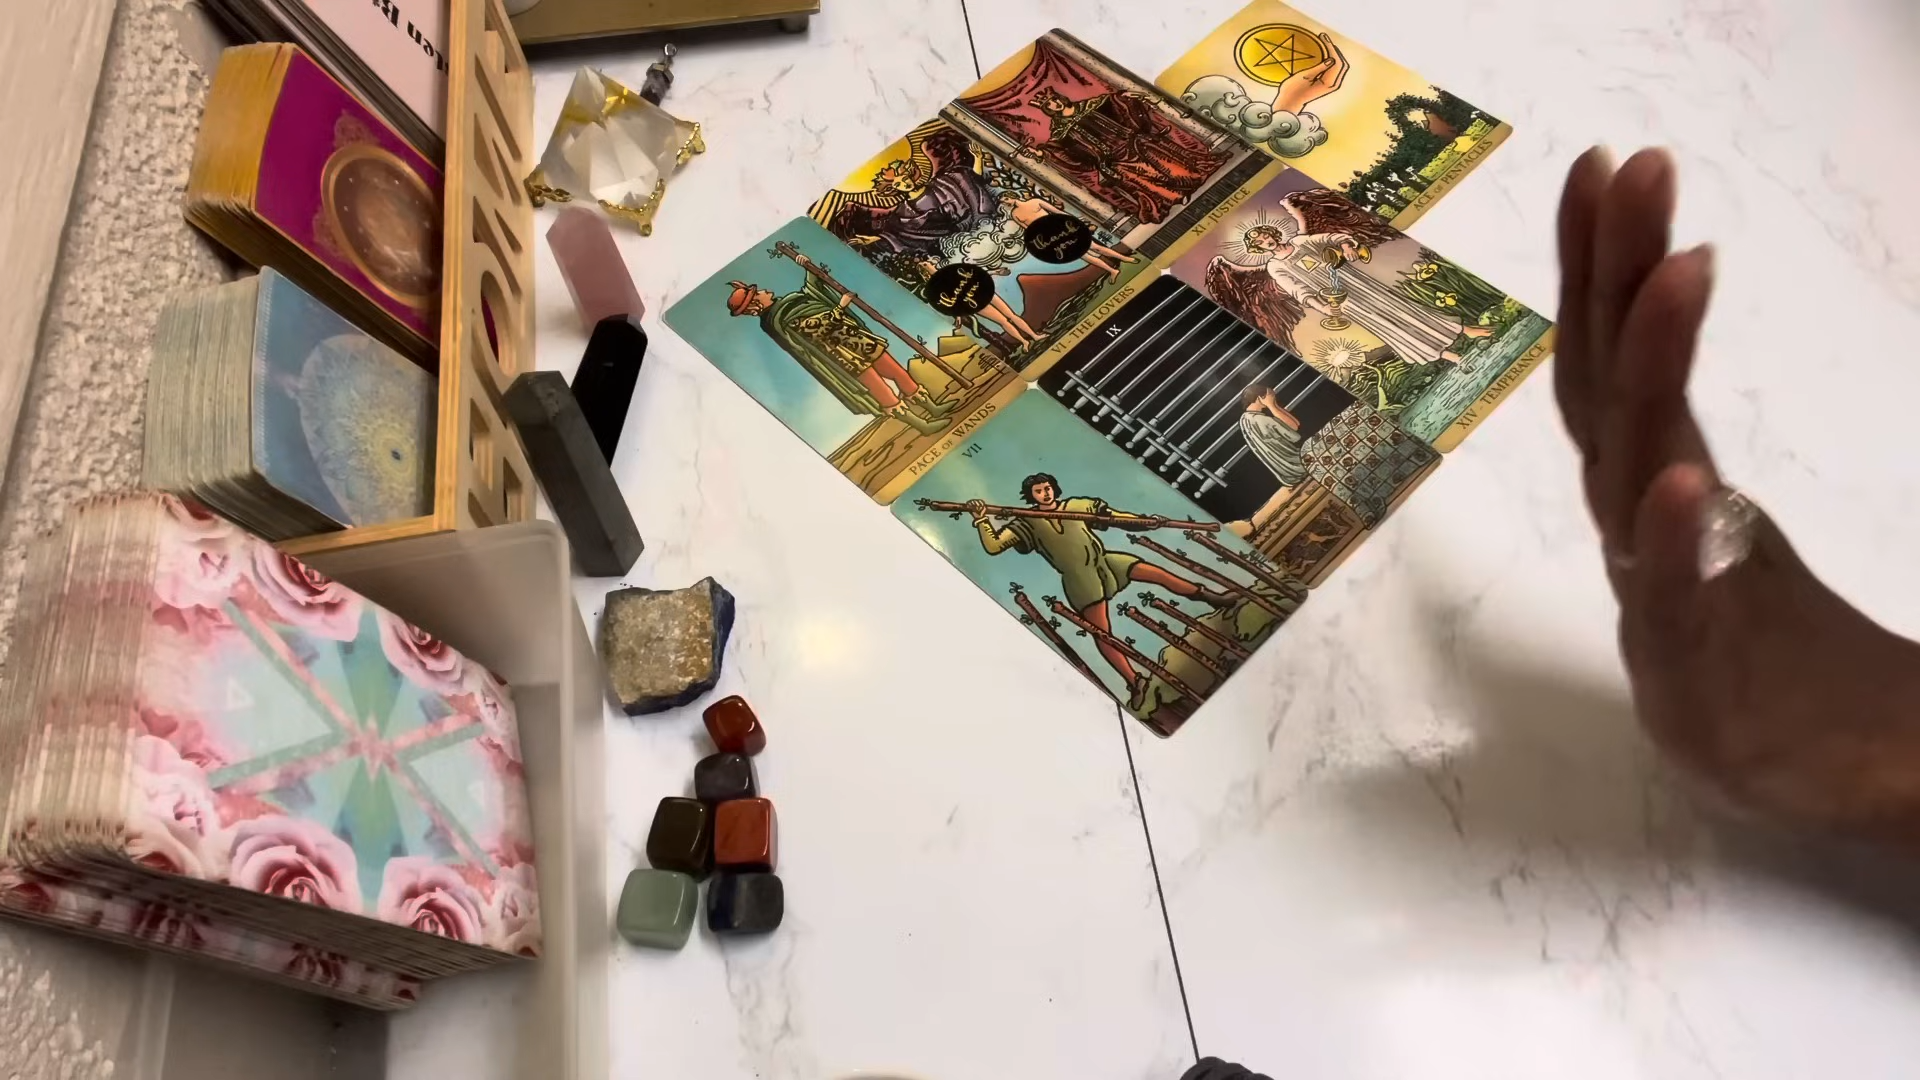 ACE OF PENTACLES
XI · JUSTICE
thank
you
thank
you
VI · THE LOVERS
XIV · TEMPERANCE
IX
PAGE OF WANDS
VII